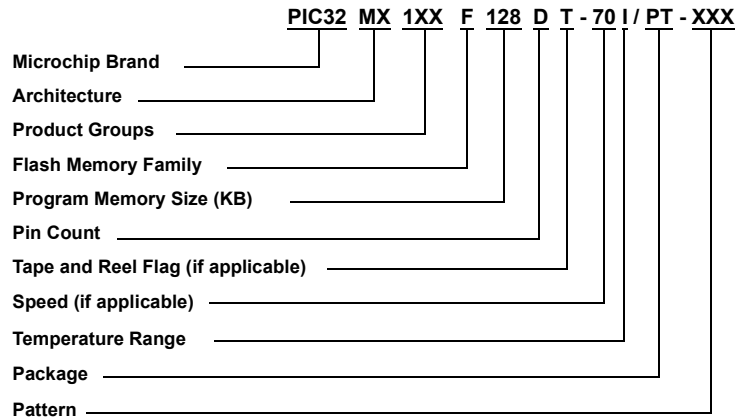 PIC32 MX 1XX F 128 D T - 70 I / PT - XXX
Microchip Brand
Architecture
Product Groups
Flash Memory Family
Program Memory Size (KB)
Pin Count
Tape and Reel Flag (if applicable)
Speed (if applicable)
Temperature Range
Package
Pattern